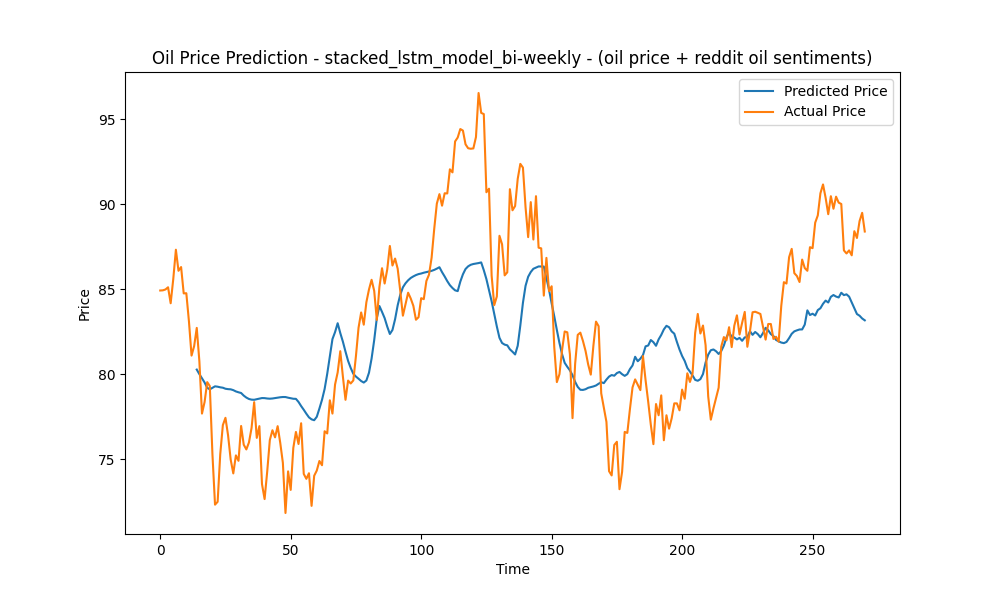 Oil Price Prediction - stacked_lstm_model_bi-weekly - (oil price + reddit oil sentiments)
Predicted Price
Actual Price
95
90
85
80
75
Price
0 50 100 150 200 250
Time